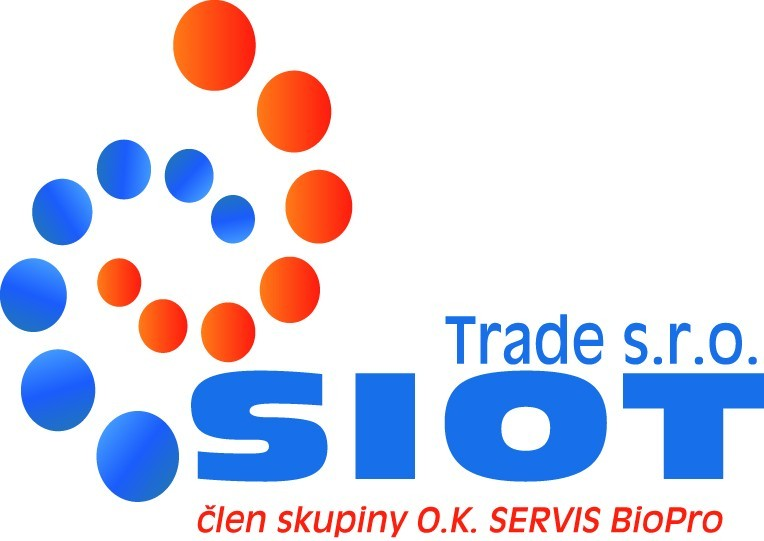 Trade s.r.o.
SIOT
člen skupiny O.K. SERVIS BioPro